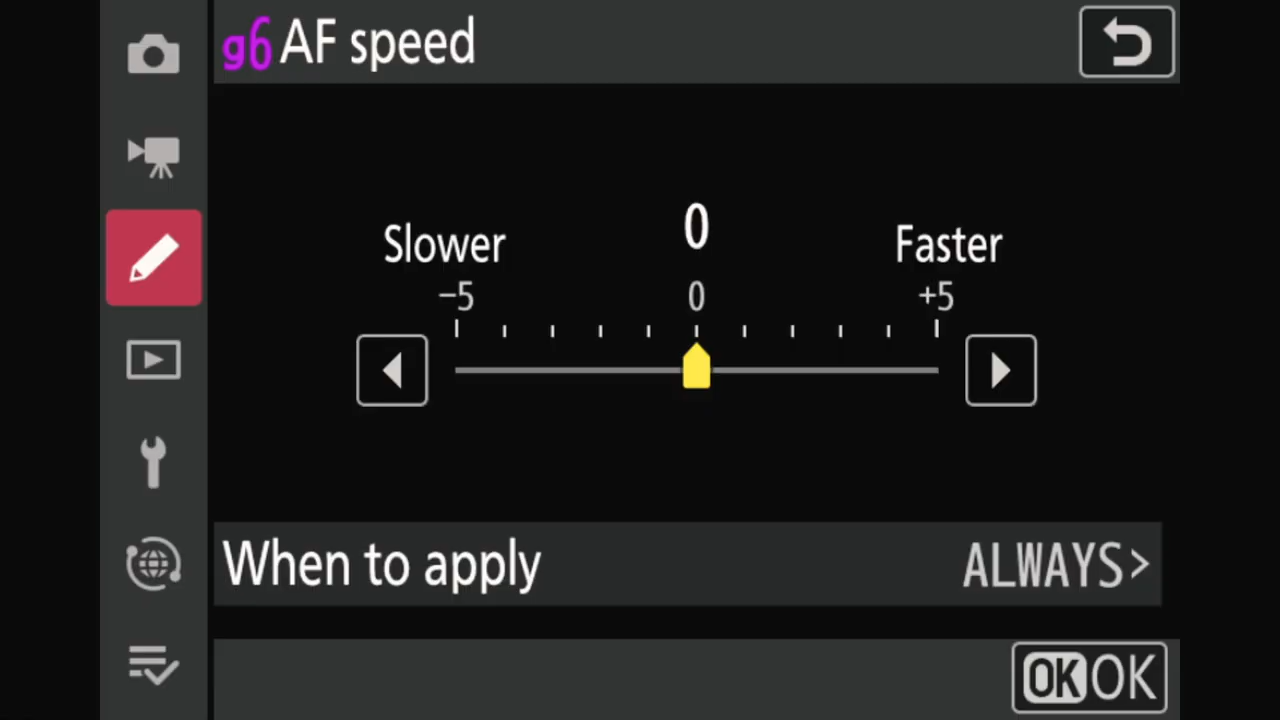 g6 AF speed
0
Slower
Faster
−5
0
+5
When to apply
ALWAYS>
OK OK